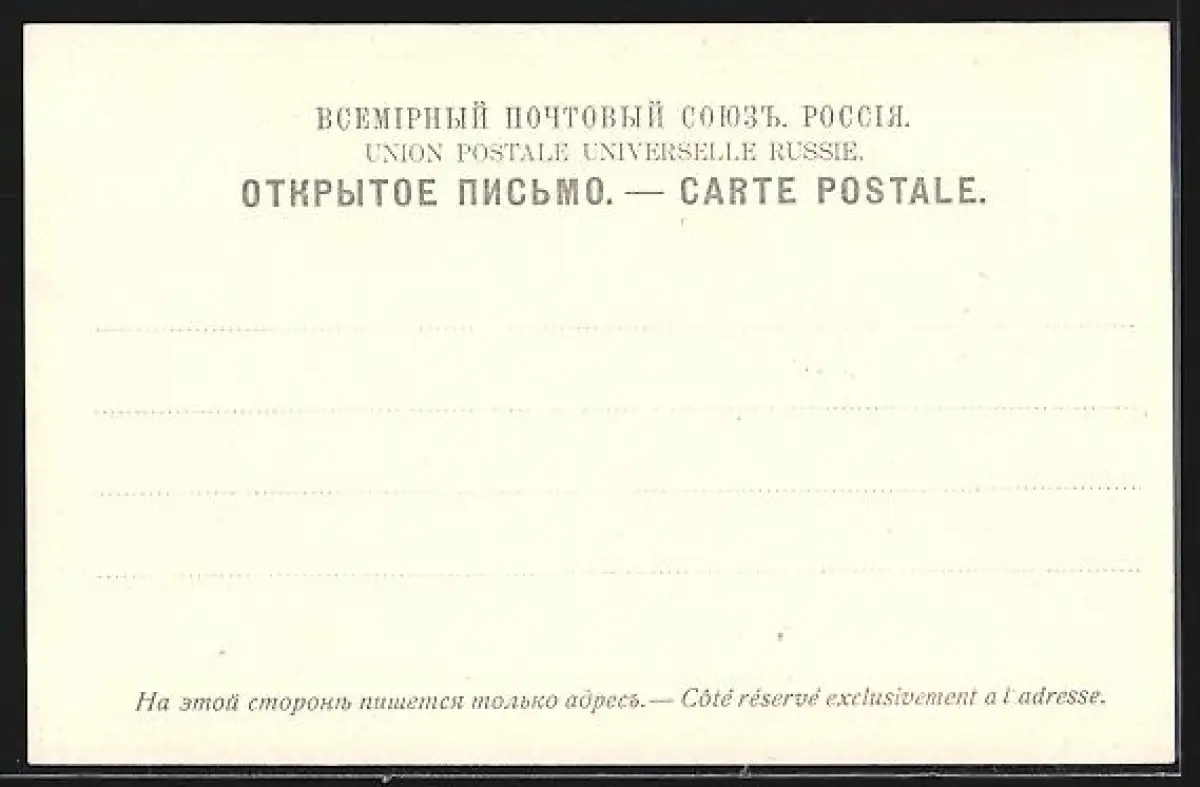 ВСЕМІРНЫЙ ПОЧТОВЫЙ СОЮЗЪ. РОССІЯ.
UNION POSTALE UNIVERSELLE RUSSIE.
ОТКРЫТОЕ ПИСЬМО. — CARTE POSTALE.
На этой сторонѣ пишется только адресъ.— Côté réservé exclusivement a l'adresse.